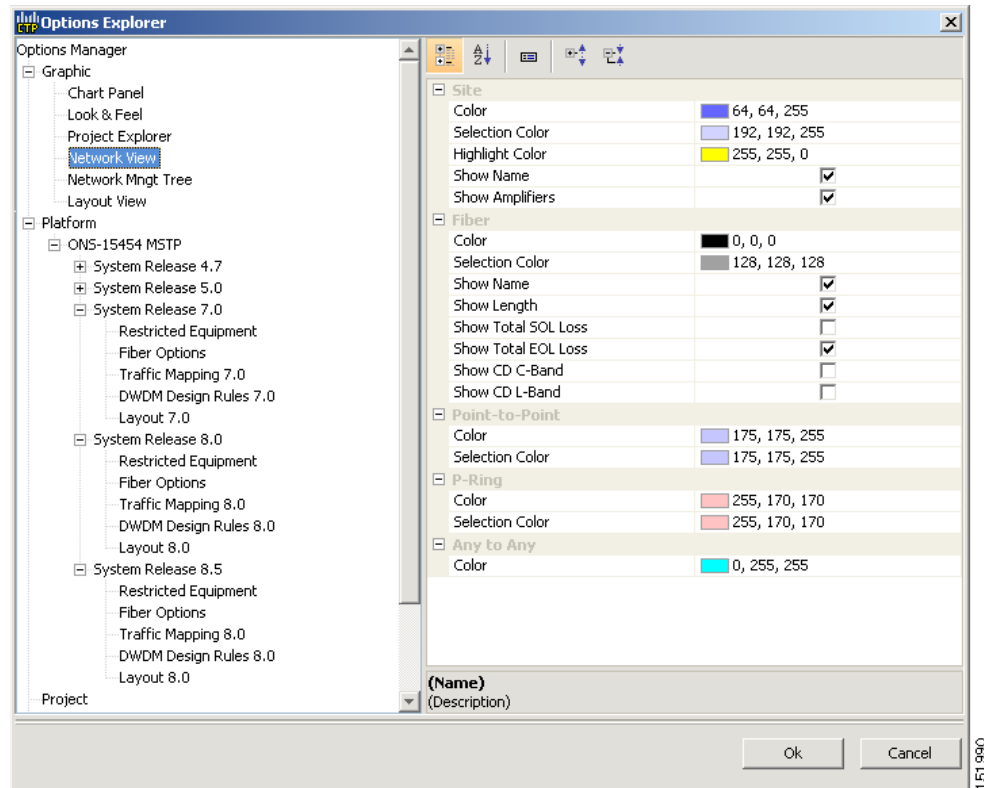 Options Explorer
CTP
Options Manager
Graphic
Chart Panel
Look & Feel
Project Explorer
Network View
Network Mngt Tree
Layout View
Platform
ONS-15454 MSTP
System Release 4.7
System Release 5.0
System Release 7.0
Restricted Equipment
Fiber Options
Traffic Mapping 7.0
DWDM Design Rules 7.0
Layout 7.0
System Release 8.0
Restricted Equipment
Fiber Options
Traffic Mapping 8.0
DWDM Design Rules 8.0
Layout 8.0
System Release 8.5
Restricted Equipment
Fiber Options
Traffic Mapping 8.0
DWDM Design Rules 8.0
Layout 8.0
Project
Site
Color 64, 64, 255
Selection Color 192, 192, 255
Highlight Color 255, 255, 0
Show Name
Show Amplifiers
Fiber
Color 0, 0, 0
Selection Color 128, 128, 128
Show Name
Show Length
Show Total SOL Loss
Show Total EOL Loss
Show CD C-Band
Show CD L-Band
Point-to-Point
Color 175, 175, 255
Selection Color 175, 175, 255
P-Ring
Color 255, 170, 170
Selection Color 255, 170, 170
Any to Any
Color 0, 255, 255
(Name)
(Description)
Ok Cancel
151990